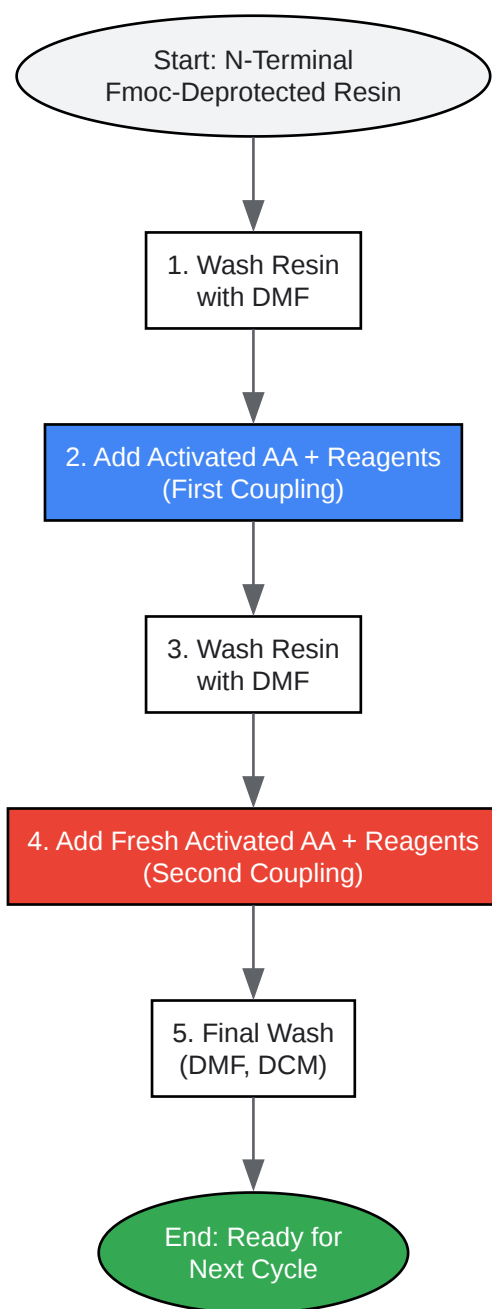 Start: N-Terminal
Fmoc-Deprotected Resin
1. Wash Resin
with DMF
2. Add Activated AA + Reagents
(First Coupling)
3. Wash Resin
with DMF
4. Add Fresh Activated AA + Reagents
(Second Coupling)
5. Final Wash
(DMF, DCM)
End: Ready for
Next Cycle